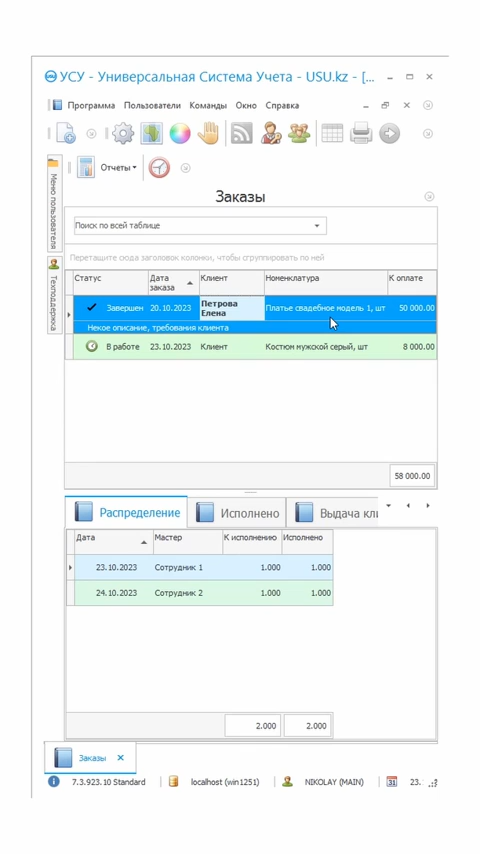 УСУ - Универсальная Система Учета - USU.kz - [...
Программа Пользователи Команды Окно Справка
Меню пользователя
Техподдержка
Отчеты
Заказы
Поиск по всей таблице
Перетащите сюда заголовок колонки, чтобы сгруппировать по ней
Статус Дата заказа Клиент Номенклатура К оплате
Завершен 20.10.2023 Петрова Елена Платье свадебное модель 1, шт 50 000.00
Некое описание, требования клиента
В работе 23.10.2023 Клиент Костюм мужской серый, шт 8 000.00
58 000.00
Распределение Исполнено Выдача кли
Дата Мастер К исполнению Исполнено
23.10.2023 Сотрудник 1 1.000 1.000
24.10.2023 Сотрудник 2 1.000 1.000
2.000 2.000
Заказы
7.3.923.10 Standard localhost (win1251) NIKOLAY (MAIN) 31 23.